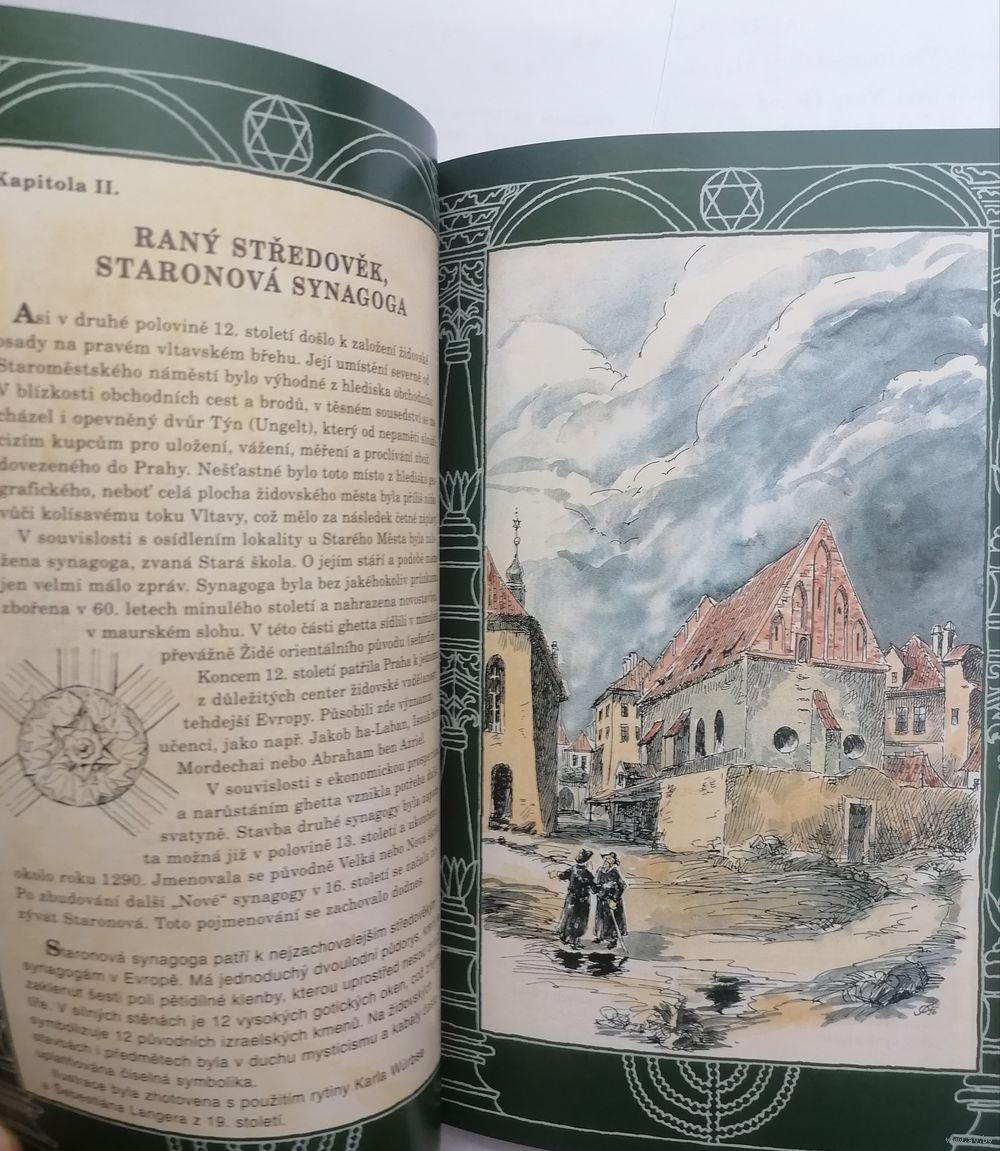 Kapitola II.
RANÝ STŘEDOVĚK,
STARONOVÁ SYNAGOGA
Asi v druhé polovině 12. století došlo k založení židovské
osady na pravém vltavském břehu. Její umístění severně od
Staroměstského náměstí bylo výhodné z hlediska
V blízkosti obchodních cest a brodů, v těsném sousedství se
cházel i opevněný dvůr Týn (Ungelt), který od nepaměti
cizím kupcům pro uložení, vážení, měření a proclívání zboží
dovezeného do Prahy. Nešťastné bylo toto místo z hlediska
grafického, neboť celá plocha židovského města byla příliš
vůči kolísavému toku Vltavy, což mělo za následek četné
V souvislosti s osídlením lokality u Starého Města byla
žena synagoga, zvaná Stará škola. O jejím stáří a podobě
jen velmi málo zpráv. Synagoga byla bez jakéhokoliv průzkumu
zbořena v 60. letech minulého století a nahrazena novostavbou
v maurském slohu. V této části ghetta sídlili v
převážně Židé orientálního původu
Koncem 12. století patřila Praha k
z důležitých center židovské
tehdejší Evropy. Působili zde významní
učenci, jako např. Jakob ha-Laban, Isaak
Mordechai nebo Abraham ben Azriel.
V souvislosti s ekonomickou
a narůstáním ghetta vznikla potřeba
svatyně. Stavba druhé synagogy byla
ta možná již v polovině 13. století a
okolo roku 1290. Jmenovala se původně Velká nebo Nová
Po zbudování další „Nové“ synagogy v 16. století se začala
zývat Staronová. Toto pojmenování se zachovalo dodnes.
Staronová synagoga patří k nejzachovalejším středověkým
synagogám v Evropě. Má jednoduchý dvoulodní půdorys,
zaklenut šesti poli pětidílné klenby, kterou uprostřed nesou
líře. V silných stěnách je 12 vysokých gotických oken, což
symbolizuje 12 původních izraelských kmenů. Na židovských
stavbách i předmětech byla v duchu mysticismu a kabaly
uplatňována číselná symbolika.
Ilustrace byla zhotovena s použitím rytiny Karla Würbse
a Sebestiána Langera z 19. století.